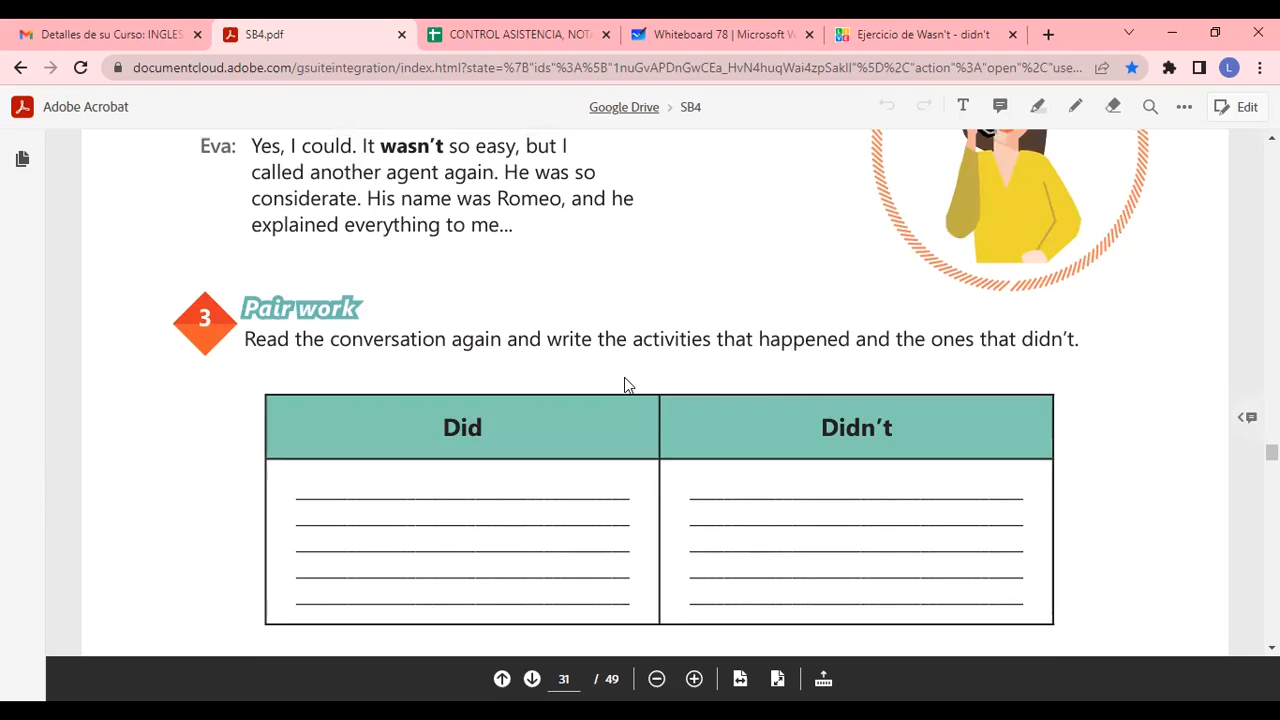 Detalles de su Curso: INGLES
SB4.pdf
CONTROL ASISTENCIA, NOTA
Whiteboard 78 | Microsoft W
Ejercicio de Wasn't - didn't
documentcloud.adobe.com/gsuiteintegration/index.html?state=%7B"ids"%3A%5B"1nuGvAPDnGwCEa_HvN4huqWai4zpSakIl"%5D%2C"action"%3A"open"%2C"use...
L
Adobe Acrobat
Google Drive > SB4
Edit
Eva: Yes, I could. It wasn't so easy, but I
called another agent again. He was so
considerate. His name was Romeo, and he
explained everything to me...
3 Pair work
Read the conversation again and write the activities that happened and the ones that didn't.
Did
Didn't
31 / 49